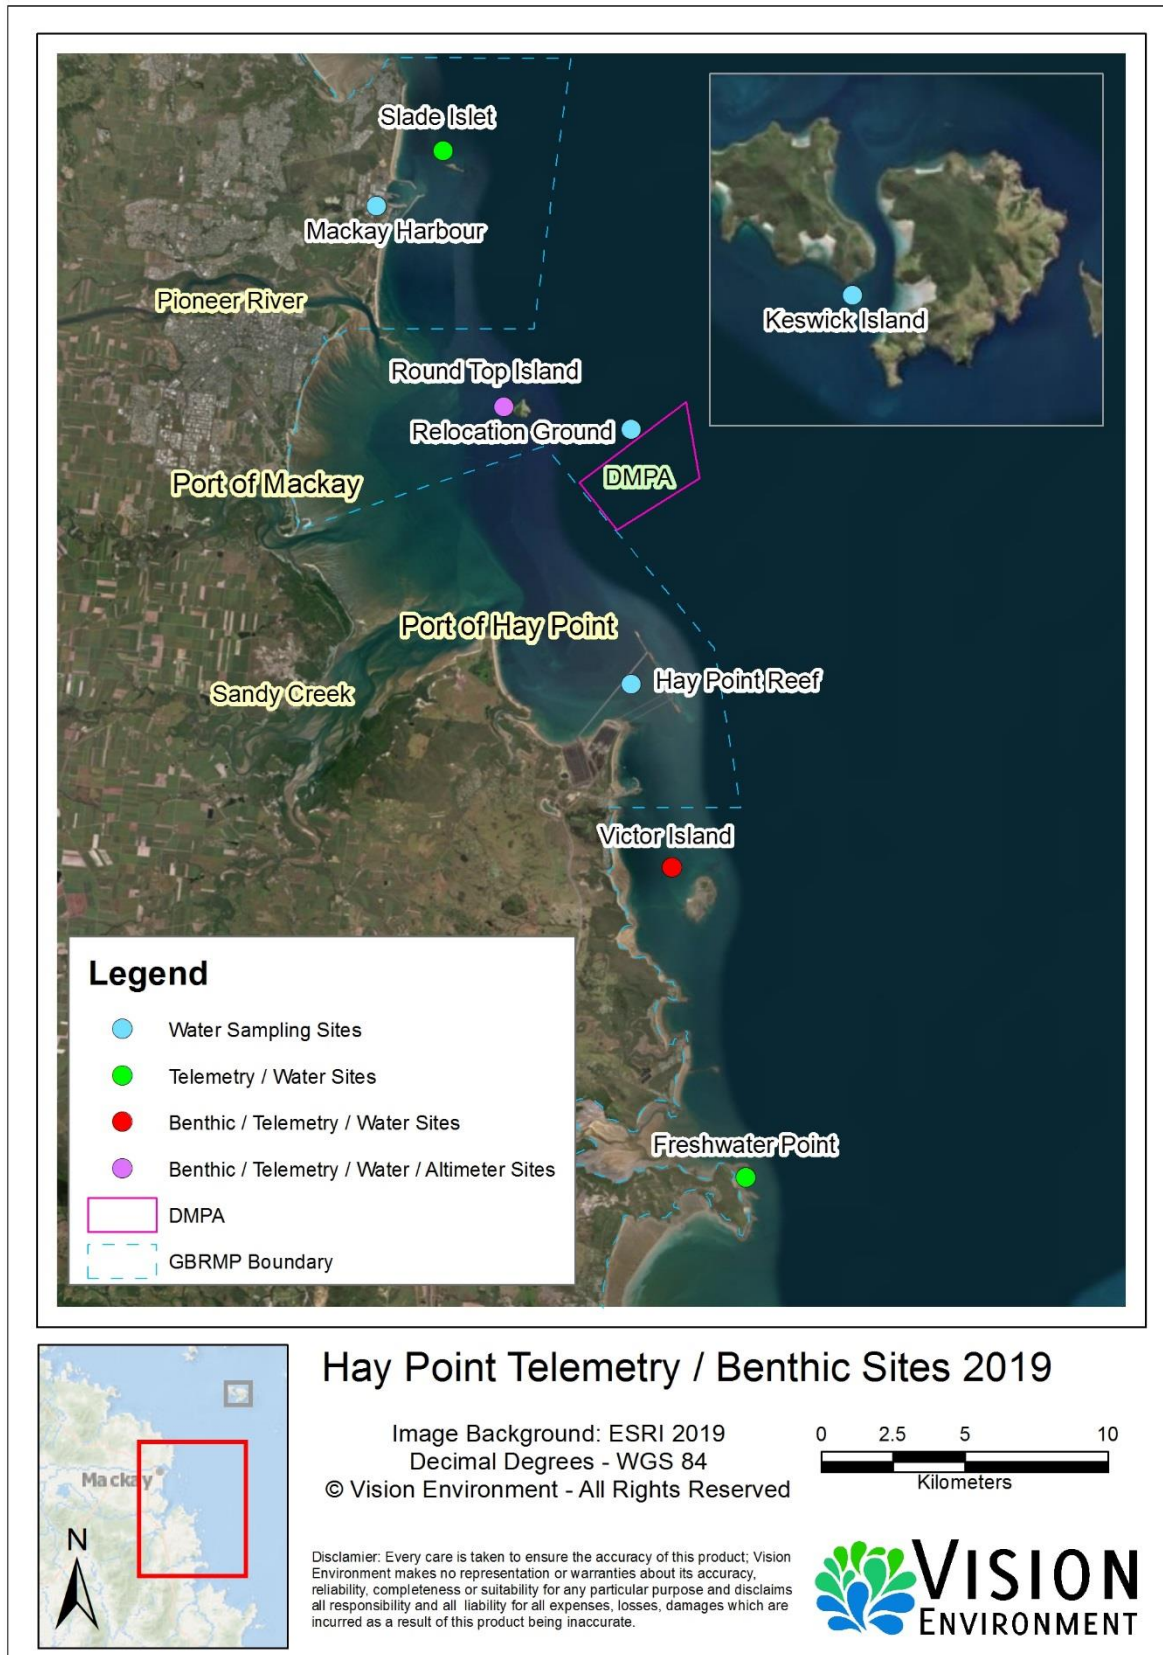 Slade Islet
Mackay Harbour
Pioneer River
Keswick Island
Round Top Island
Relocation Ground
DMPA
Port of Mackay
Port of Hay Point
Hay Point Reef
Sandy Creek
Victor Island
Legend
Water Sampling Sites
Telemetry / Water Sites
Benthic / Telemetry / Water Sites
Benthic / Telemetry / Water / Altimeter Sites
DMPA
GBRMP Boundary
Freshwater Point
Mackay
N
Hay Point Telemetry / Benthic Sites 2019
Image Background: ESRI 2019
Decimal Degrees - WGS 84
© Vision Environment - All Rights Reserved
0 2.5 5 10
Kilometers
Disclamier: Every care is taken to ensure the accuracy of this product; Vision
Environment makes no representation or warranties about its accuracy,
reliability, completeness or suitability for any particular purpose and disclaims
all responsibility and all liability for all expenses, losses, damages which are
incurred as a result of this product being inaccurate.
VISION
ENVIRONMENT